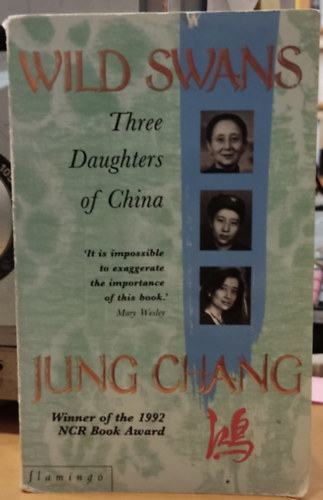 WILD SWANS
Three
Daughters
of China
'It is impossible
to exaggerate
the importance
of this book.'
Mary Wesley
JUNG CHANG
Winner of the 1992
NCR Book Award
鴻
flamingo